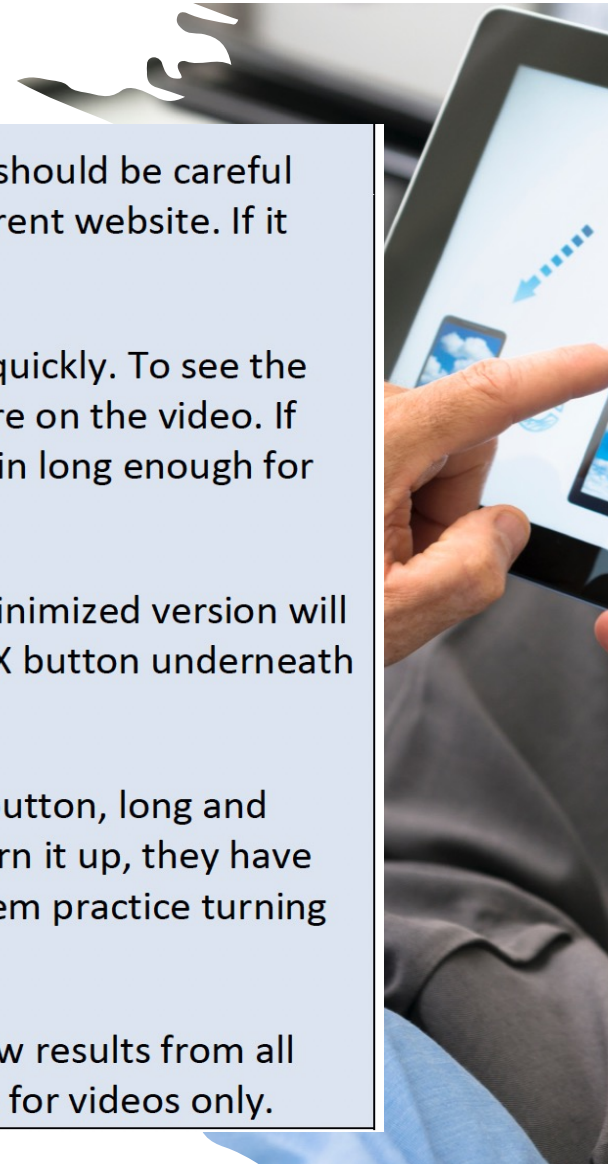 should be careful
rent website. If it
quickly. To see the
re on the video. If
in long enough for
inimized version will
X button underneath
utton, long and
rn it up, they have
em practice turning
w results from all
for videos only.